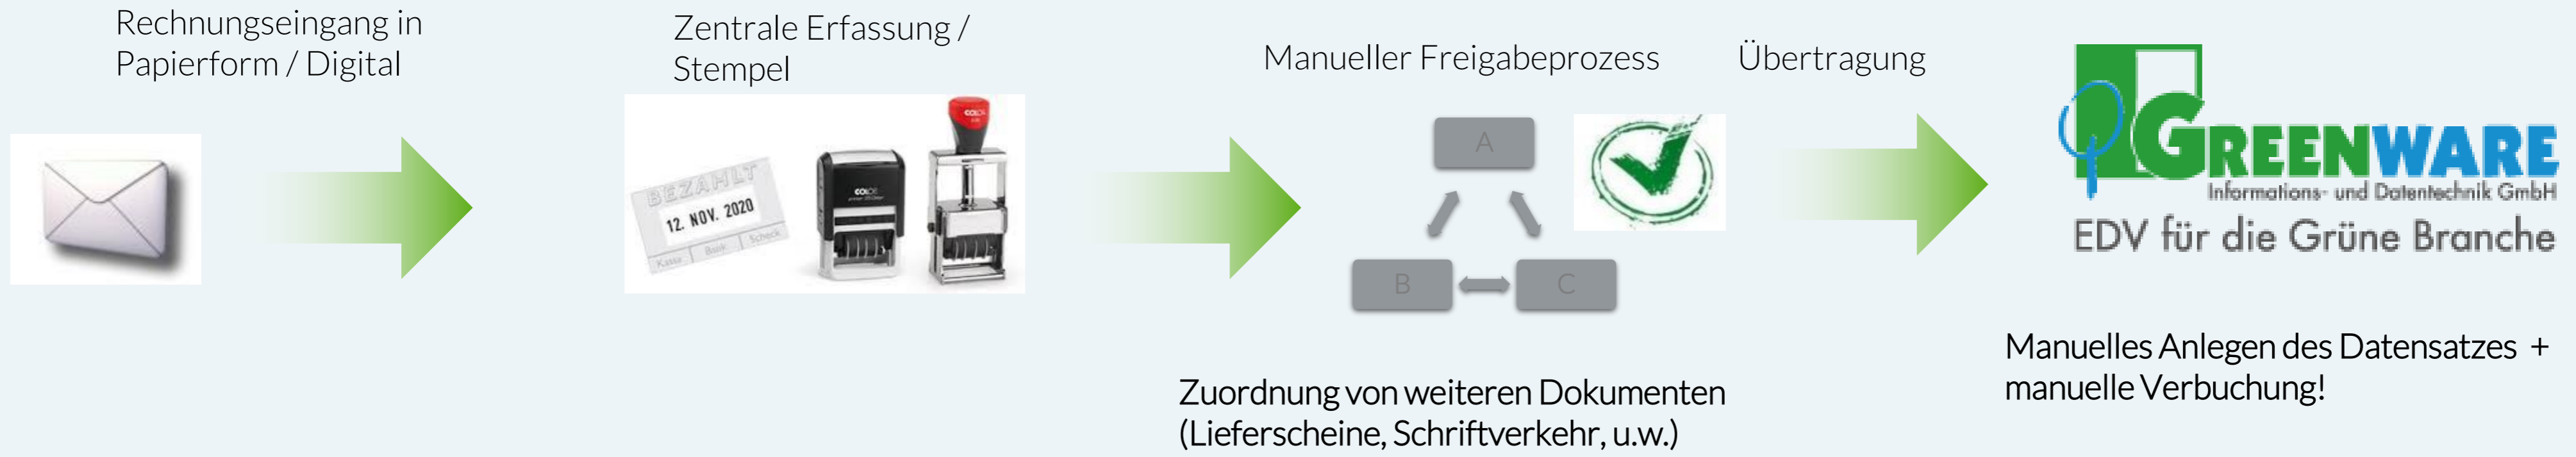 Rechnungseingang in
Papierform / Digital
Zentrale Erfassung /
Stempel
BEZAHLT
12. NOV. 2020
Kasse Bank Scheck
COLOP
COLOP
Manueller Freigabeprozess
A
B
C
Zuordnung von weiteren Dokumenten
(Lieferscheine, Schriftverkehr, u.w.)
Übertragung
GREENWARE
Informations- und Datentechnik GmbH
EDV für die Grüne Branche
Manuelles Anlegen des Datensatzes +
manuelle Verbuchung!